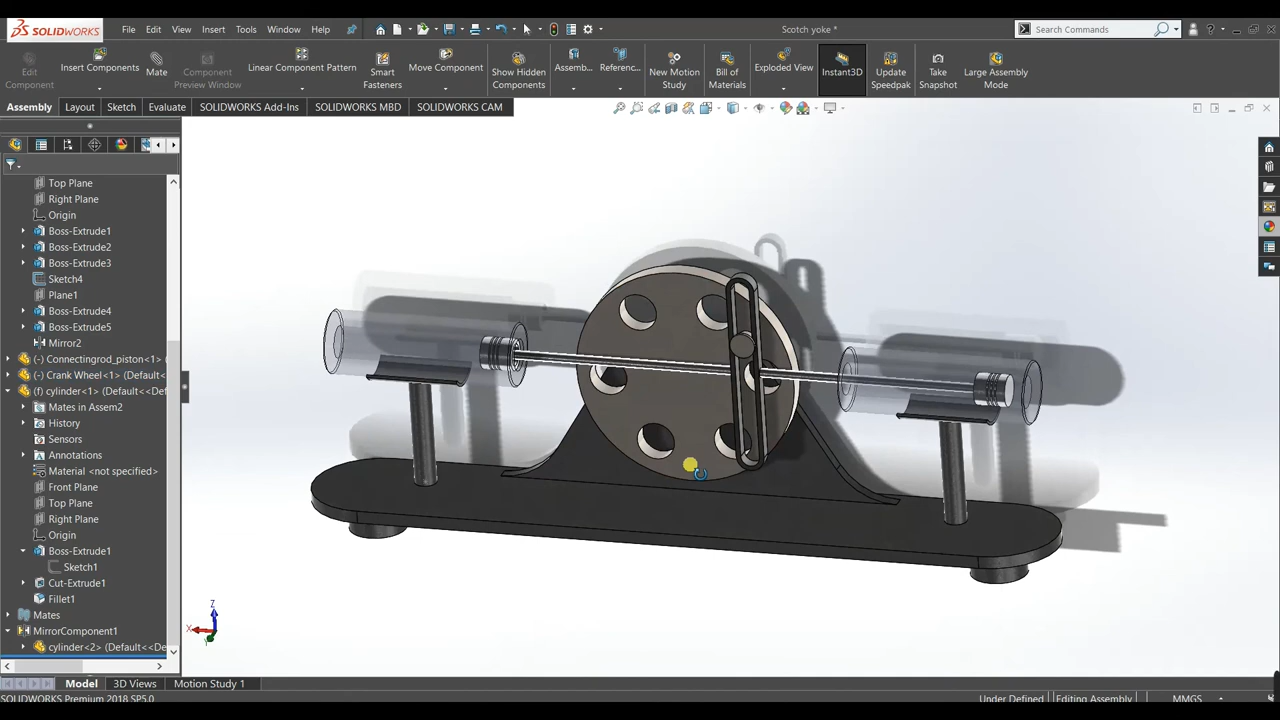 SOLIDWORKS File Edit View Insert Tools Window Help Scotch yoke * Search Commands ?
Edit Component Insert Components Mate Component Preview Window Linear Component Pattern Smart Fasteners Move Component Show Hidden Components Assemb... Referenc... New Motion Study Bill of Materials Exploded View Instant3D Update Speedpak Take Snapshot Large Assembly Mode
Assembly Layout Sketch Evaluate SOLIDWORKS Add-Ins SOLIDWORKS MBD SOLIDWORKS CAM
Top Plane
Right Plane
Origin
Boss-Extrude1
Boss-Extrude2
Boss-Extrude3
Sketch4
Plane1
Boss-Extrude4
Boss-Extrude5
Mirror2
(-) Connectingrod_piston<1>
(-) Crank Wheel<1> (Default<
(f) cylinder<1> (Default<<Def
Mates in Assem2
History
Sensors
Annotations
Material <not specified>
Front Plane
Top Plane
Right Plane
Origin
Boss-Extrude1
Sketch1
Cut-Extrude1
Fillet1
Mates
MirrorComponent1
cylinder<2> (Default<<De
Z
X
Y
Model 3D Views Motion Study 1
SOLIDWORKS Premium 2018 SP5.0 Under Defined Editing Assembly MMGS